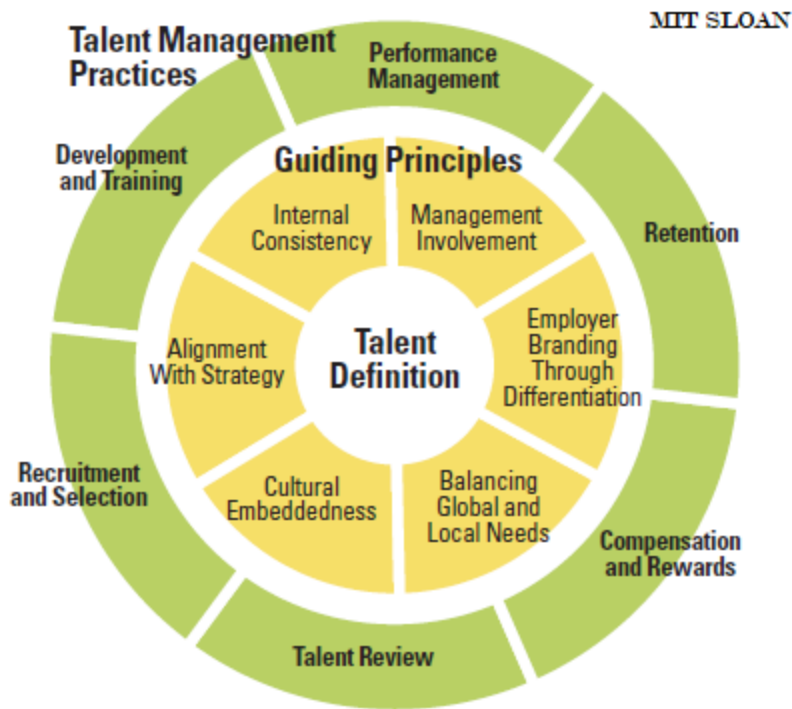 MIT SLOAN
Talent Management
Practices
Performance
Management
Development
and Training
Guiding Principles
Internal
Consistency
Management
Involvement
Retention
Alignment
With Strategy
Talent
Definition
Employer
Branding
Through
Differentiation
Recruitment
and Selection
Cultural
Embeddedness
Balancing
Global and
Local Needs
Compensation
and Rewards
Talent Review